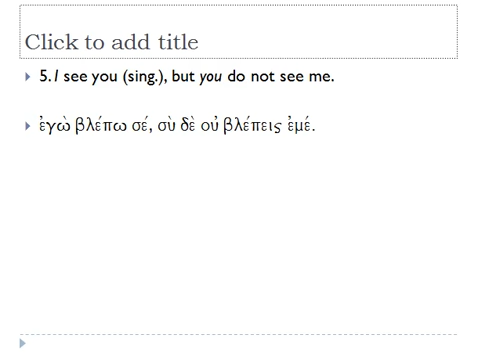 Click to add title
5.I see you (sing.), but you do not see me.
ἐγὼ βλέπω σέ, σὺ δὲ οὐ βλέπεις ἐμέ.